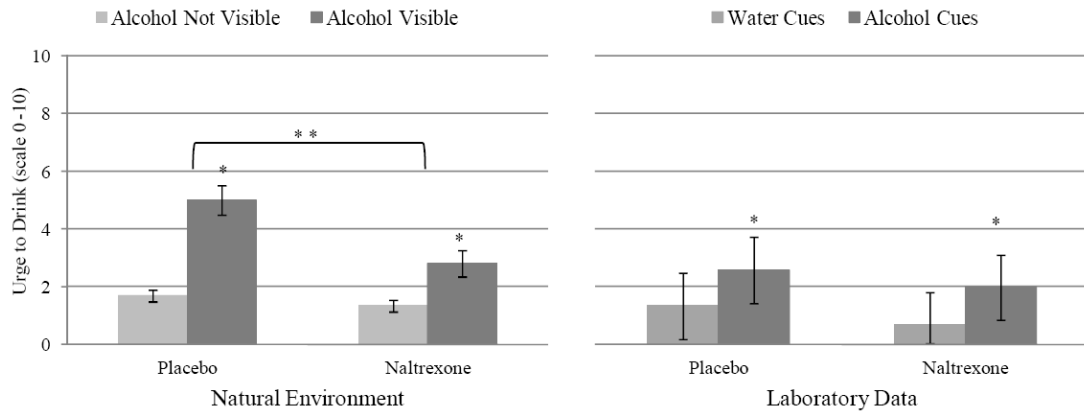 Alcohol Not Visible Alcohol Visible
Water Cues Alcohol Cues
Urge to Drink (scale 0 -10)
10
8
6
4
2
0
* *
*
*
*
*
Placebo Naltrexone
Natural Environment
Placebo Naltrexone
Laboratory Data